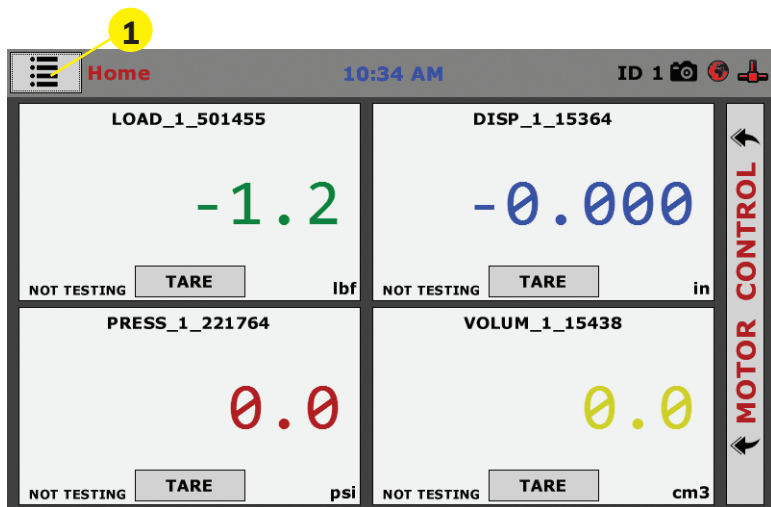 1
Home
10:34 AM
ID 1
LOAD_1_501455
-1.2
NOT TESTING
TARE
lbf
DISP_1_15364
-0.000
NOT TESTING
TARE
in
PRESS_1_221764
0.0
NOT TESTING
TARE
psi
VOLUM_1_15438
0.0
NOT TESTING
TARE
cm3
MOTOR CONTROL